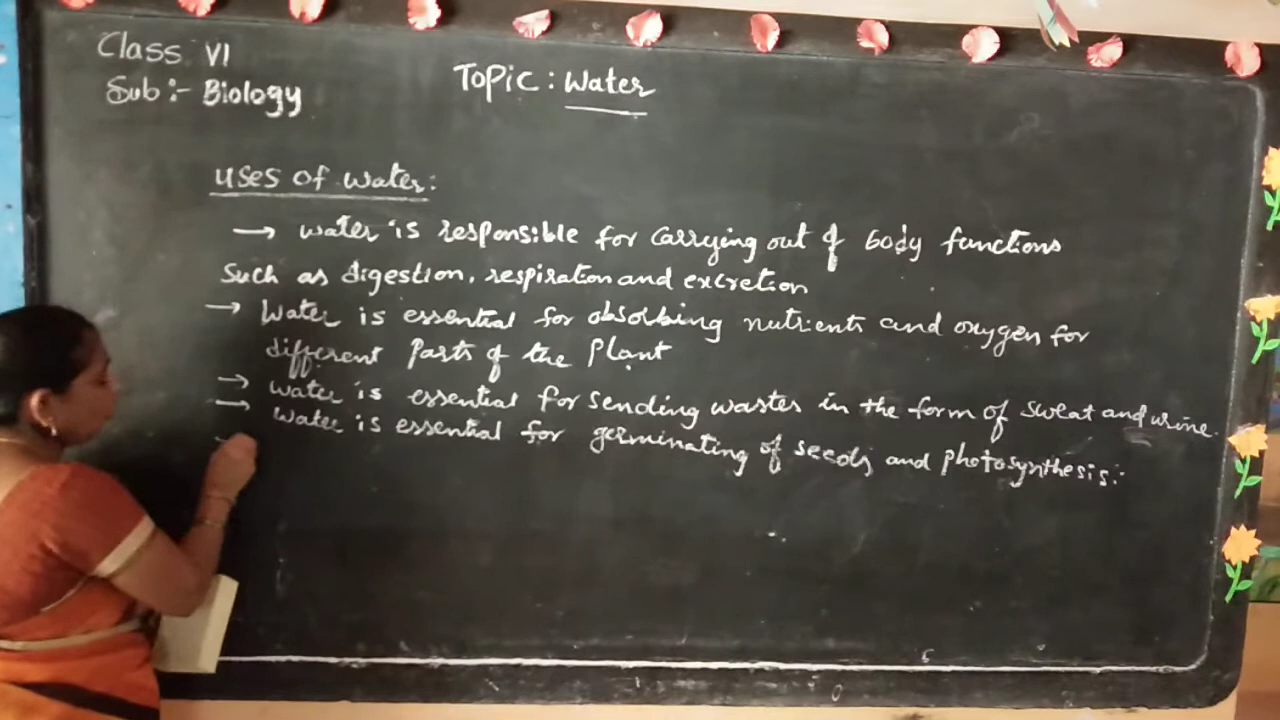 Class VI
Sub:- Biology
Topic: Water
uses of water:
→ water is responsible for carrying out of body functions
Such as digestion, respiration and excretion
→ Water is essential for absolbing nutrients and oxygen for
different Parts of the Plant
→ water is essential for sending wastes in the form of sweat and urine.
→ Water is essential for germinating of seeds and photosynthesis: